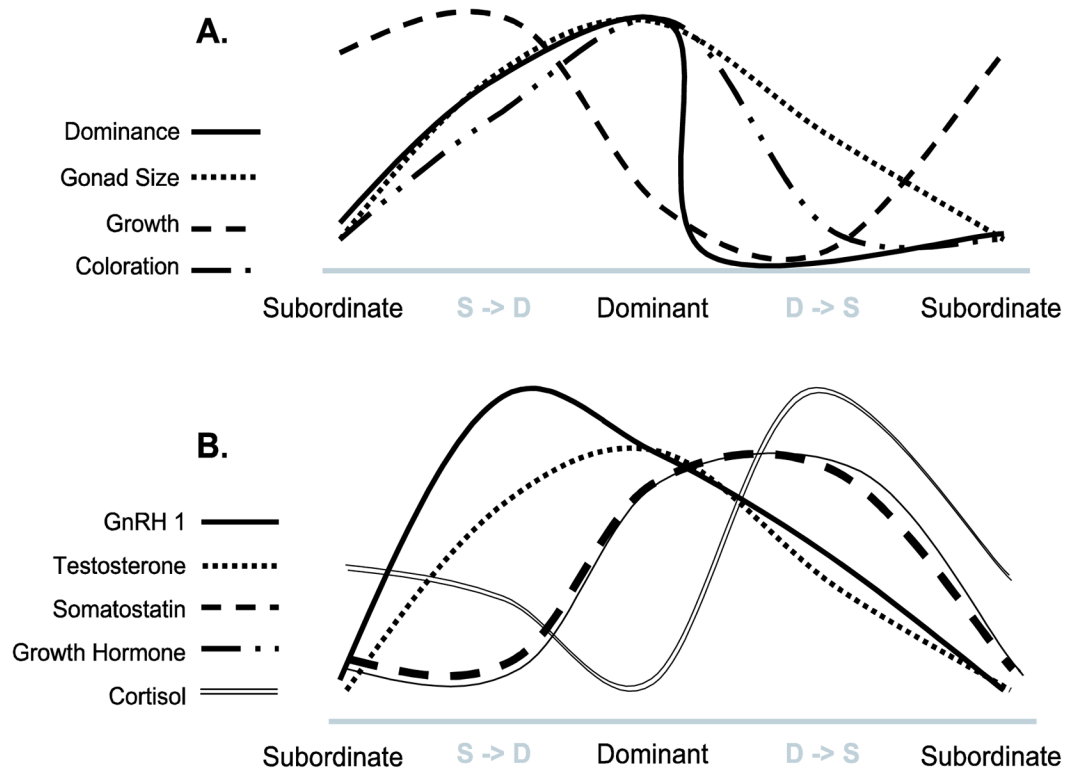 A.
Dominance
Gonad Size
Growth
Coloration
Subordinate S -> D Dominant D -> S Subordinate
B.
GnRH 1
Testosterone
Somatostatin
Growth Hormone
Cortisol
Subordinate S -> D Dominant D -> S Subordinate